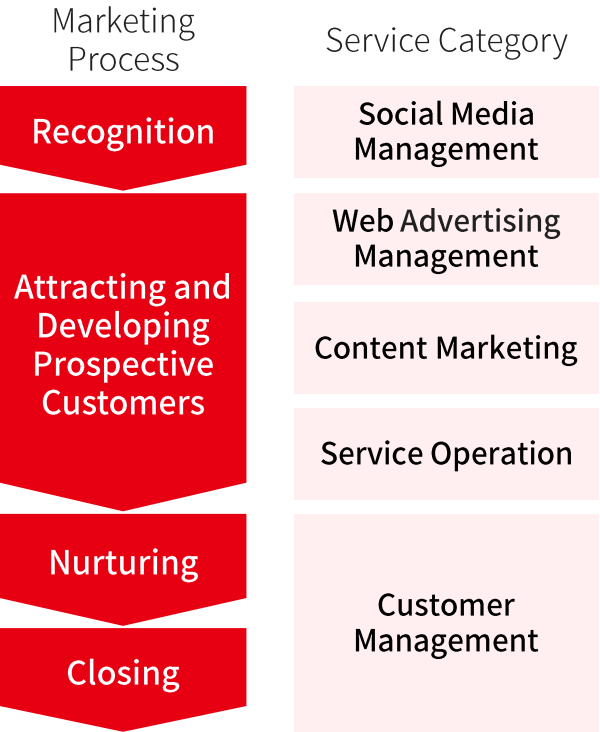 Marketing
Process
Service Category
Recognition
Social Media
Management
Attracting and
Developing
Prospective
Customers
Web Advertising
Management
Content Marketing
Service Operation
Nurturing
Closing
Customer
Management